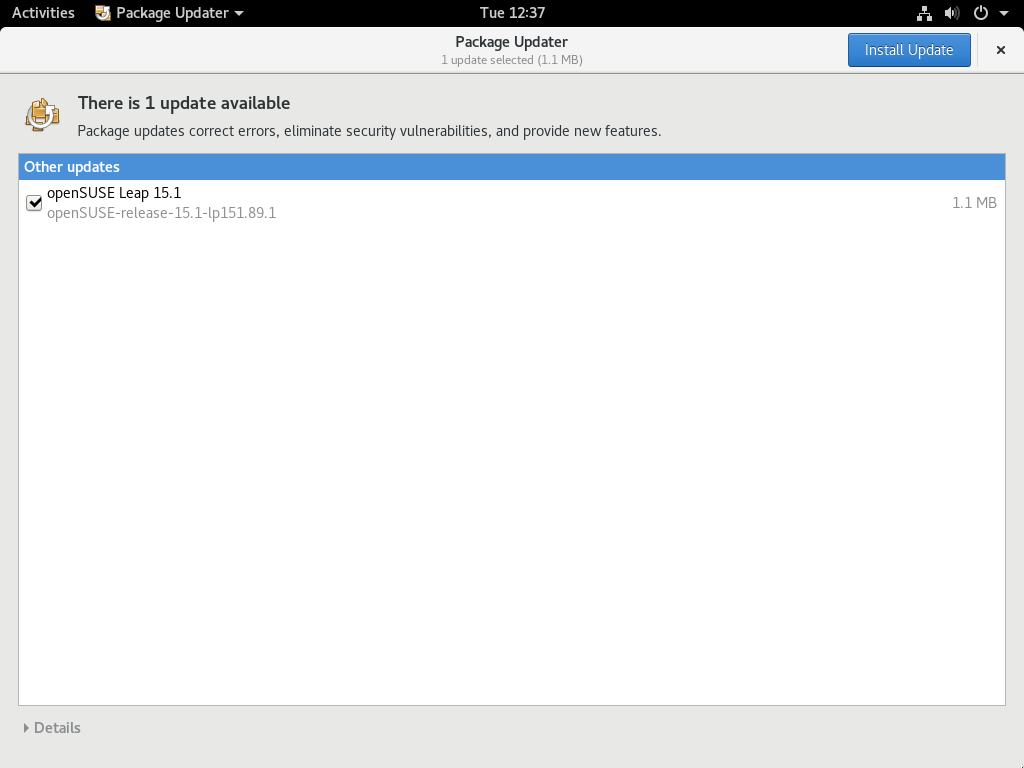 Activities Package Updater Tue 12:37
Package Updater
1 update selected (1.1 MB)
Install Update
There is 1 update available
Package updates correct errors, eliminate security vulnerabilities, and provide new features.
Other updates
openSUSE Leap 15.1
openSUSE-release-15.1-lp151.89.1
1.1 MB
Details